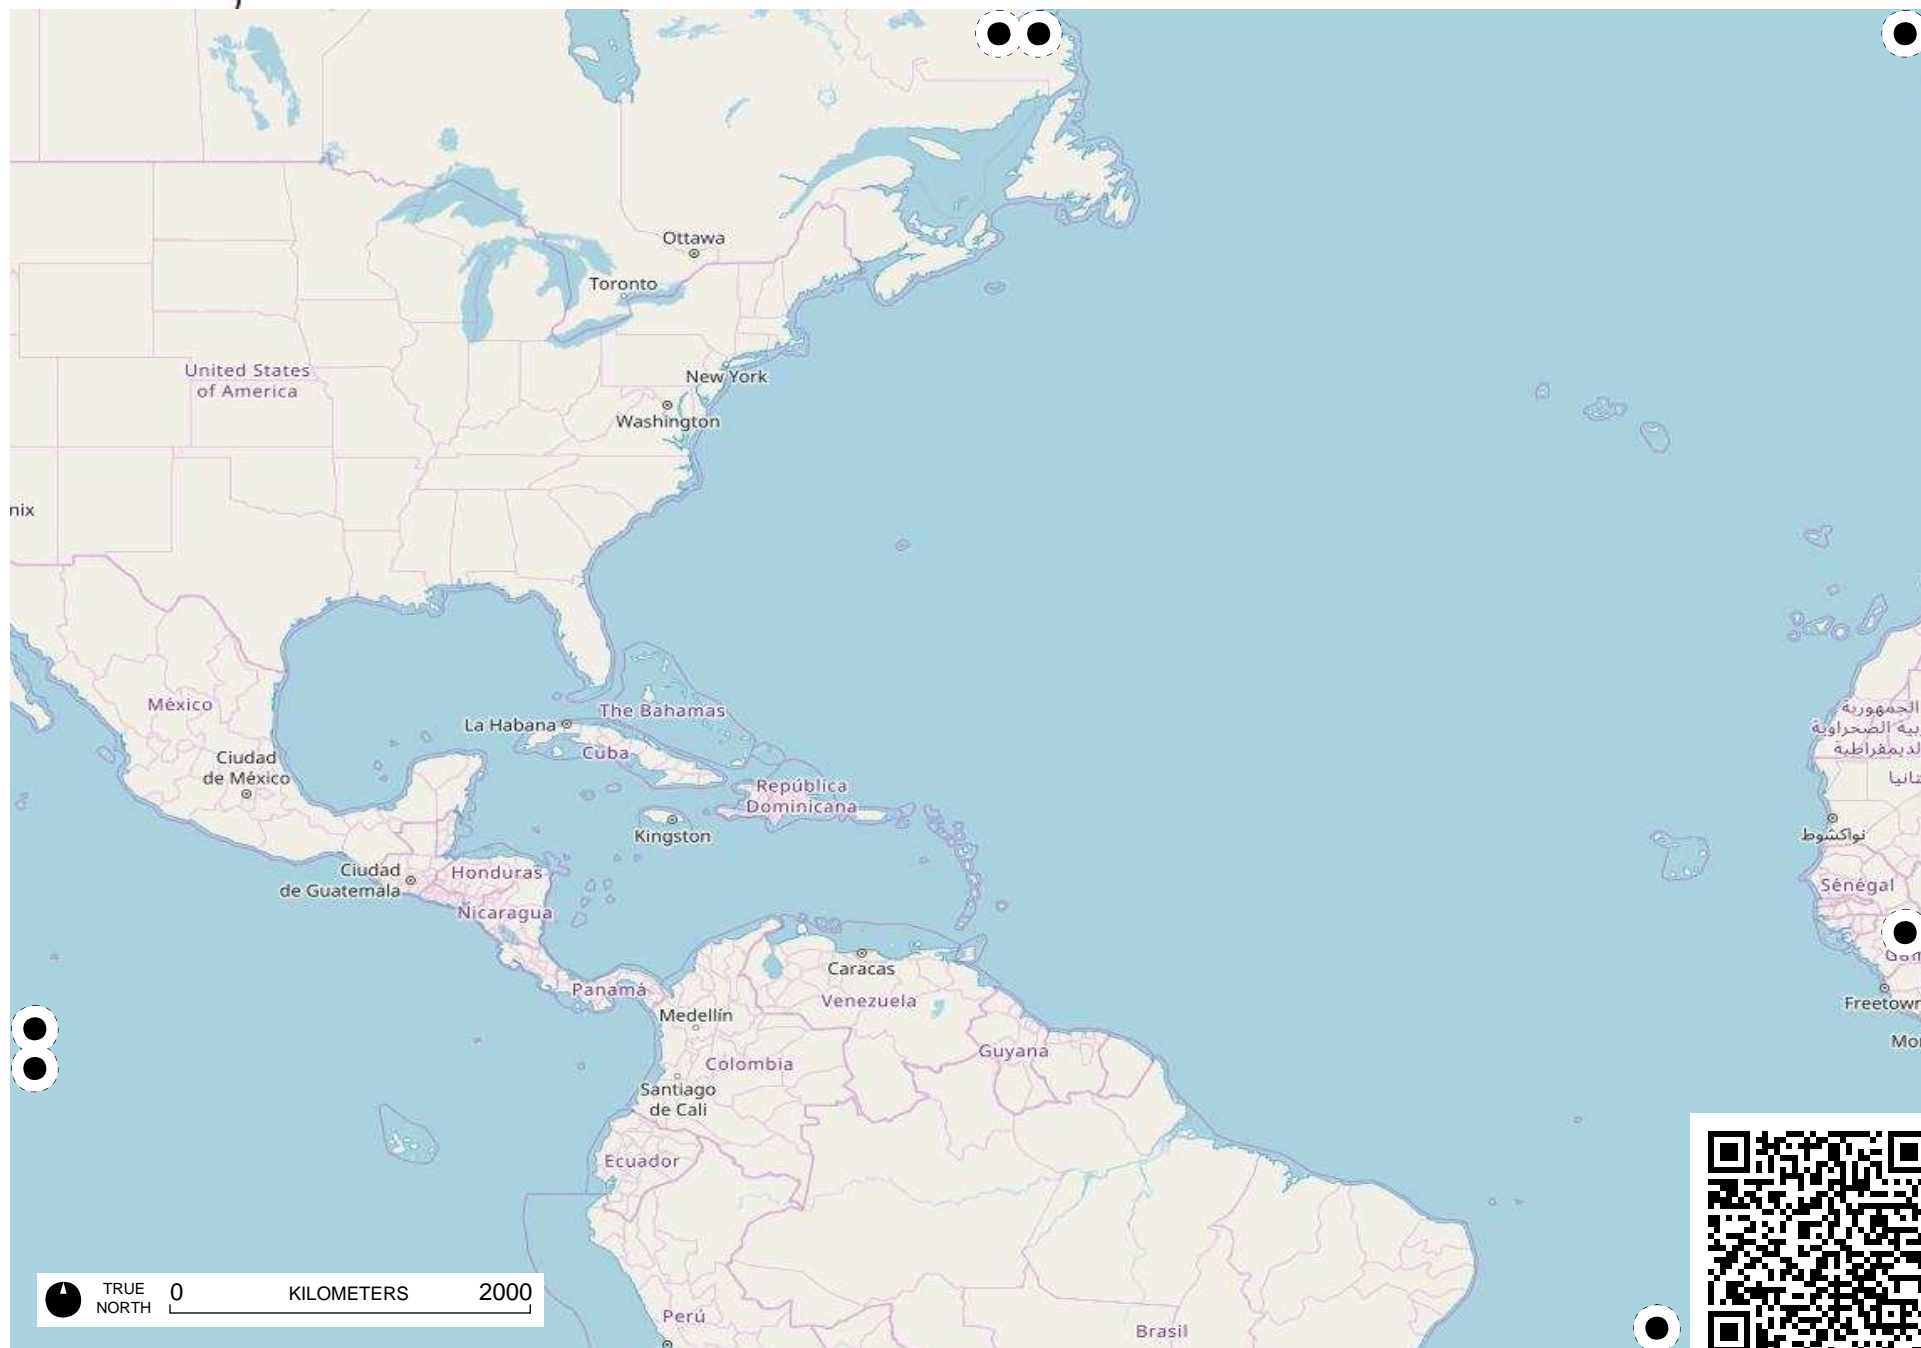 Ottawa
Toronto
United States
of America
New York
Washington
nix
México
La Habana
The Bahamas
Cuba
Ciudad
de México
República
Dominicana
Kingston
Ciudad
de Guatemala
Honduras
Nicaragua
الجمهورية
الصحراوية
نواكشوط
Sénégal
Caracas
Venezuela
Panamá
Medellín
Freetown
Guyana
Colombia
Santiago
de Cali
Ecuador
TRUE
NORTH
0 KILOMETERS 2000
Perú
Brasil